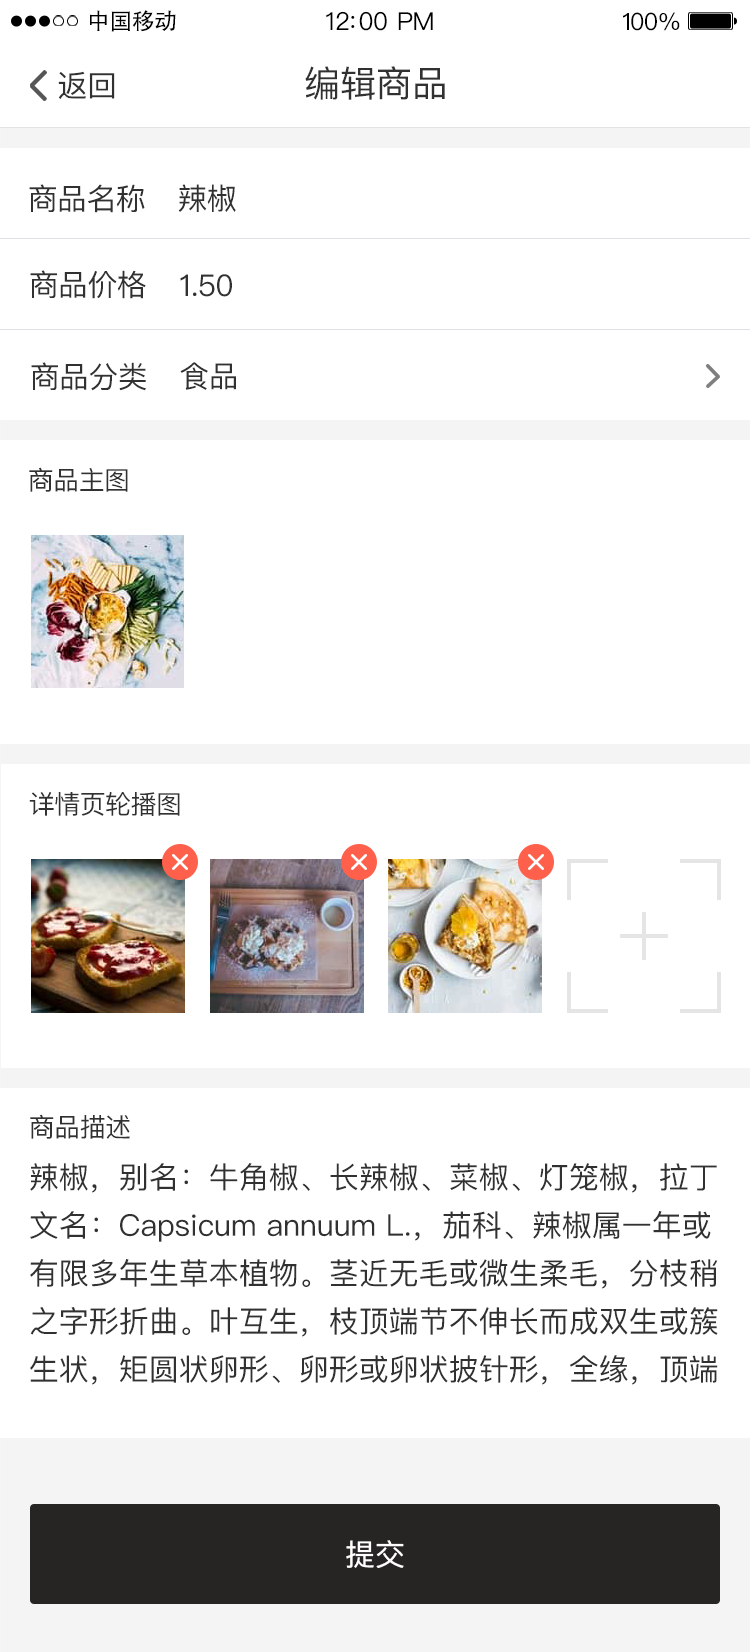 中国移动 12:00 PM 100%
返回 编辑商品
商品名称 辣椒
商品价格 1.50
商品分类 食品
商品主图
详情页轮播图
商品描述
辣椒，别名：牛角椒、长辣椒、菜椒、灯笼椒，拉丁
文名：Capsicum annuum L.，茄科、辣椒属一年或
有限多年生草本植物。茎近无毛或微生柔毛，分枝稍
之字形折曲。叶互生，枝顶端节不伸长而成双生或簇
生状，矩圆状卵形、卵形或卵状披针形，全缘，顶端
提交